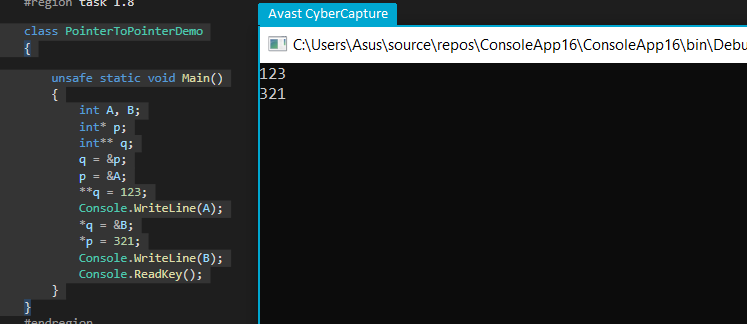 #region task 1.8
class PointerToPointerDemo
{
unsafe static void Main()
{
int A, B;
int* p;
int** q;
q = &p;
p = &A;
**q = 123;
Console.WriteLine(A);
*q = &B;
*p = 321;
Console.WriteLine(B);
Console.ReadKey();
}
}
#endregion
Avast CyberCapture
C:\Users\Asus\source\repos\ConsoleApp16\ConsoleApp16\bin\Debu
123
321